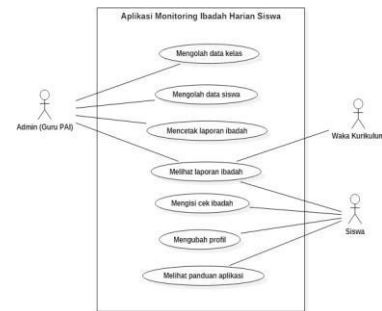 Aplikasi Monitoring Ibadah Harian Siswa
Mengolah data kelas
Mengolah data siswa
Admin (Guru PAI)
Mencetak laporan ibadah
Waka Kurikulum
Melihat laporan ibadah
Mengisi cek ibadah
Siswa
Mengubah profil
Melihat panduan aplikasi